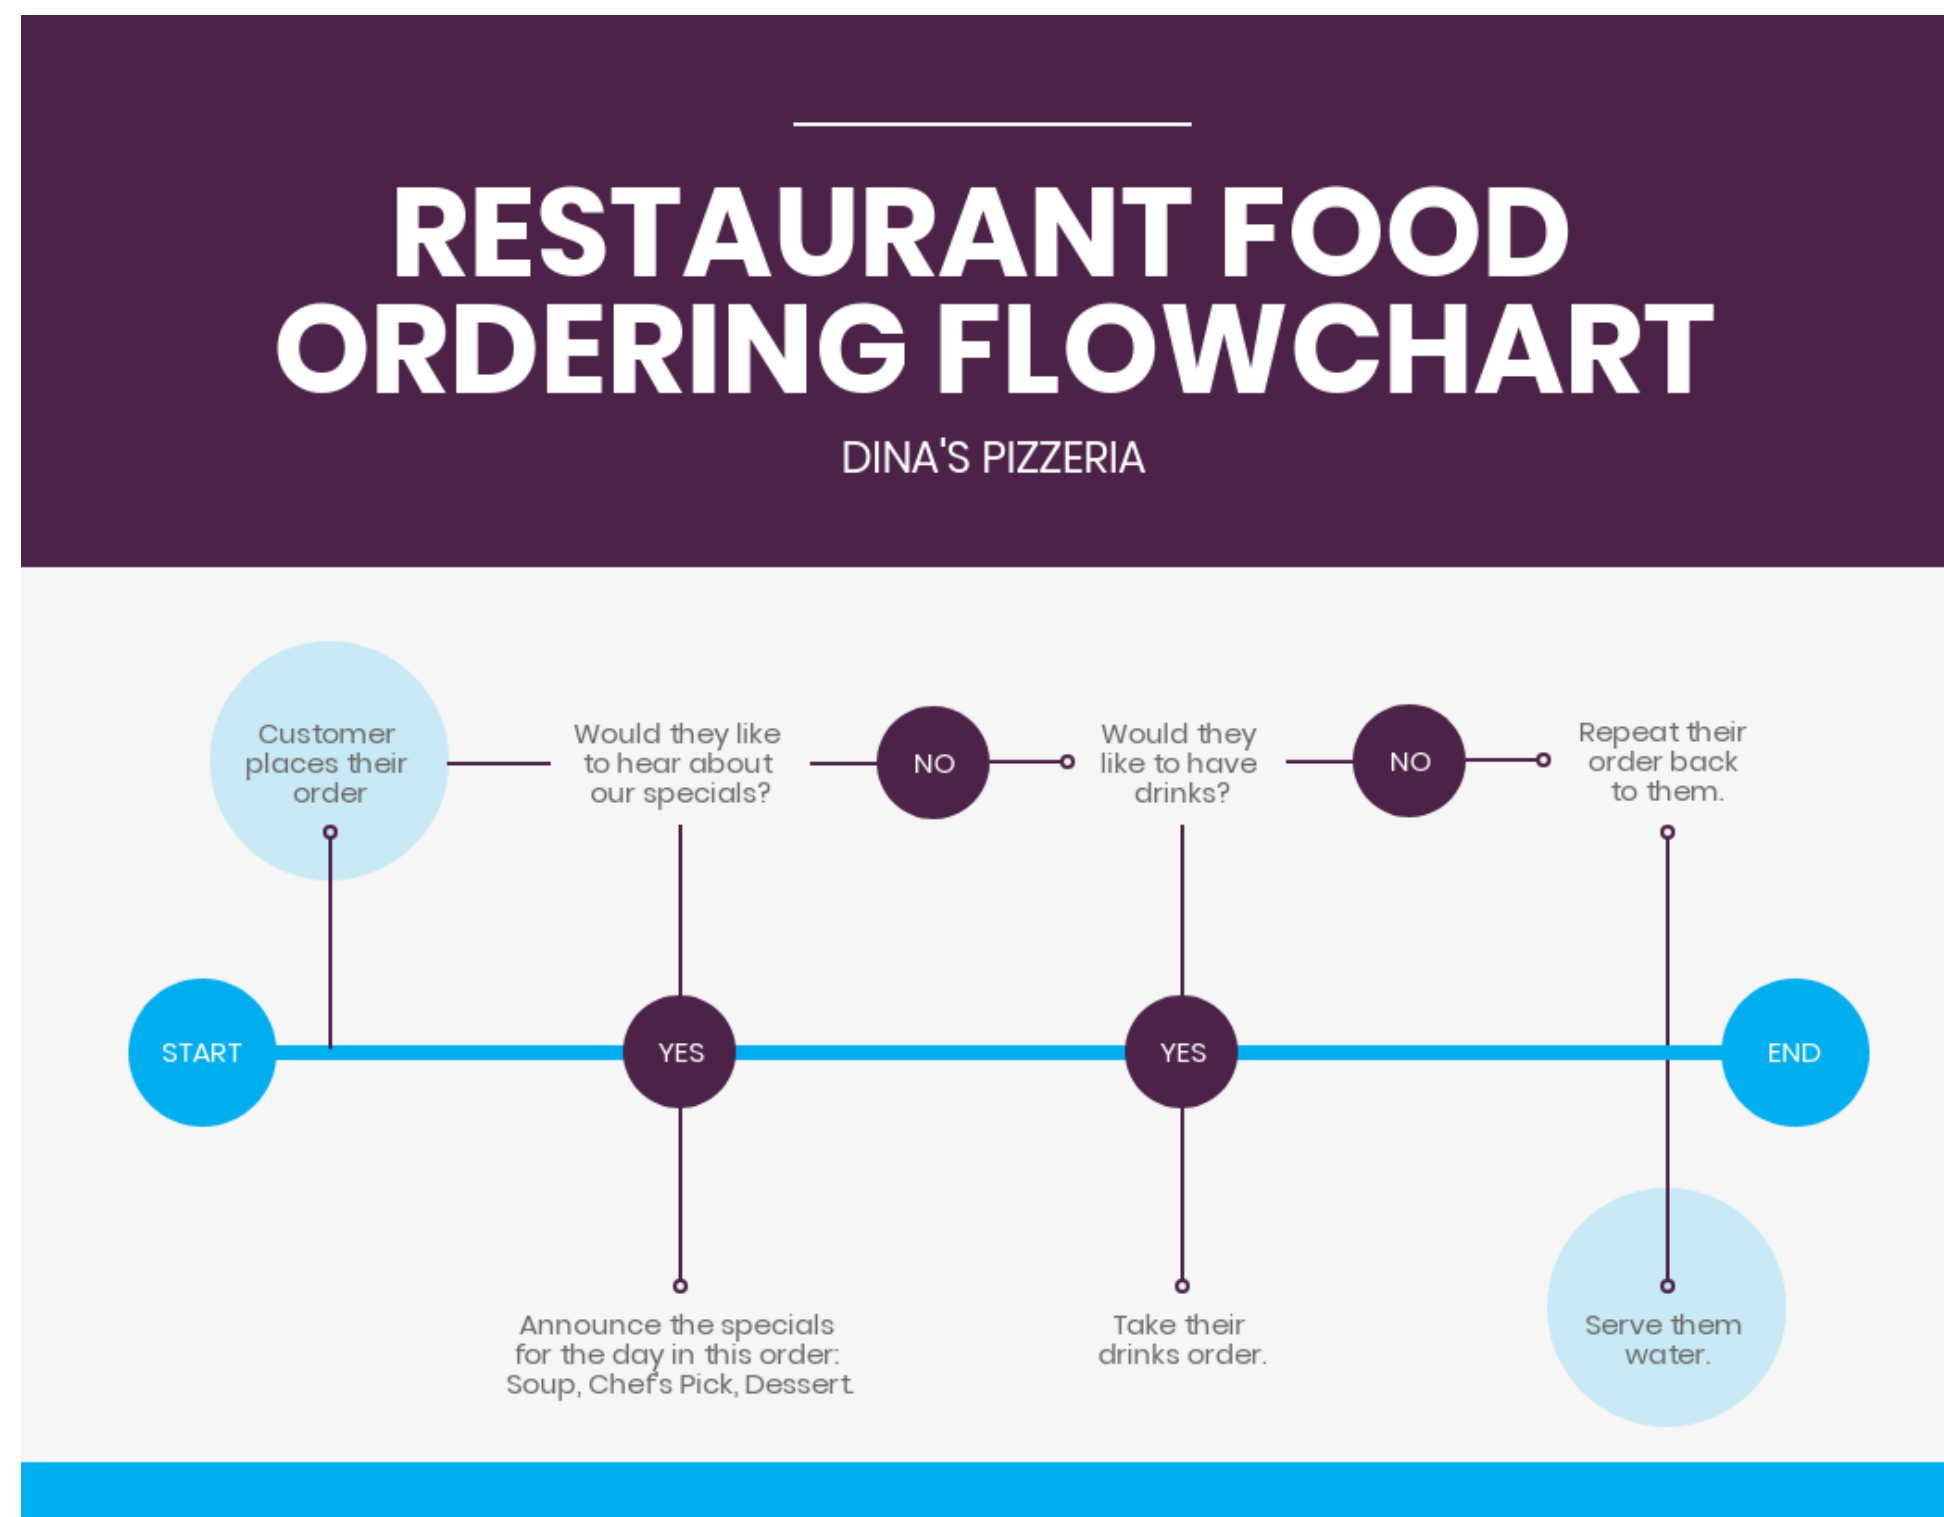 RESTAURANT FOOD
ORDERING FLOWCHART
DINA'S PIZZERIA
Customer
places their
order
Would they like
to hear about
our specials?
NO
Would they
like to have
drinks?
NO
Repeat their
order back
to them.
START
YES
YES
END
Announce the specials
for the day in this order:
Soup, Chef's Pick, Dessert.
Take their
drinks order.
Serve them
water.